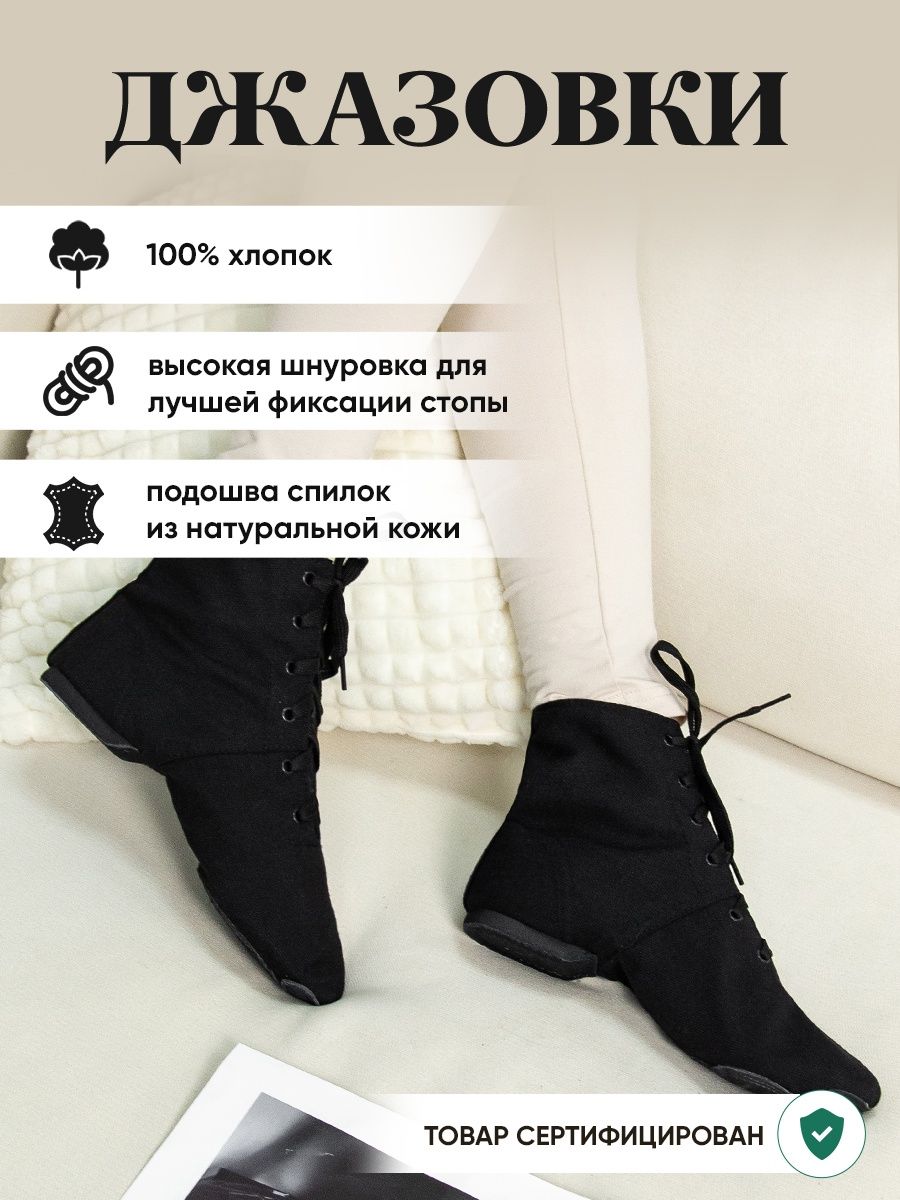 ДЖАЗОВКИ
100% хлопок
высокая шнуровка для
лучшей фиксации стопы
подошва спилок
из натуральной кожи
ТОВАР СЕРТИФИЦИРОВАН